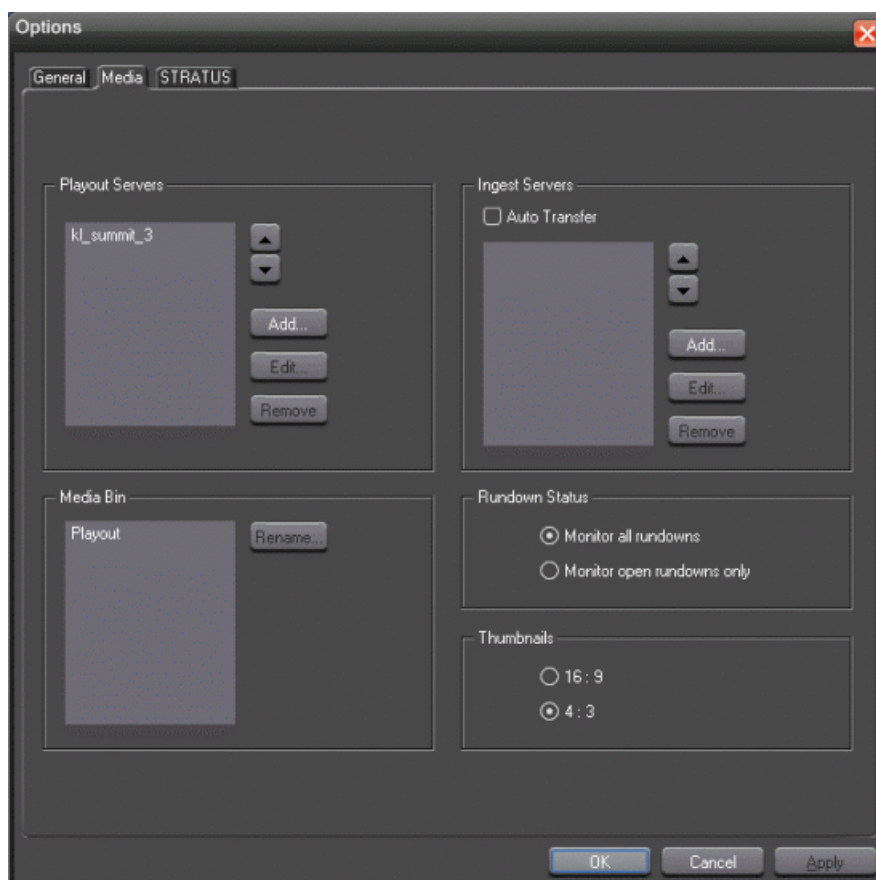 Options
General
Media
STRATUS
Playout Servers
kl_summit_3
Add...
Edit...
Remove
Ingest Servers
Auto Transfer
Add...
Edit...
Remove
Media Bin
Playout
Rename...
Rundown Status
Monitor all rundowns
Monitor open rundowns only
Thumbnails
16 : 9
4 : 3
OK
Cancel
Apply